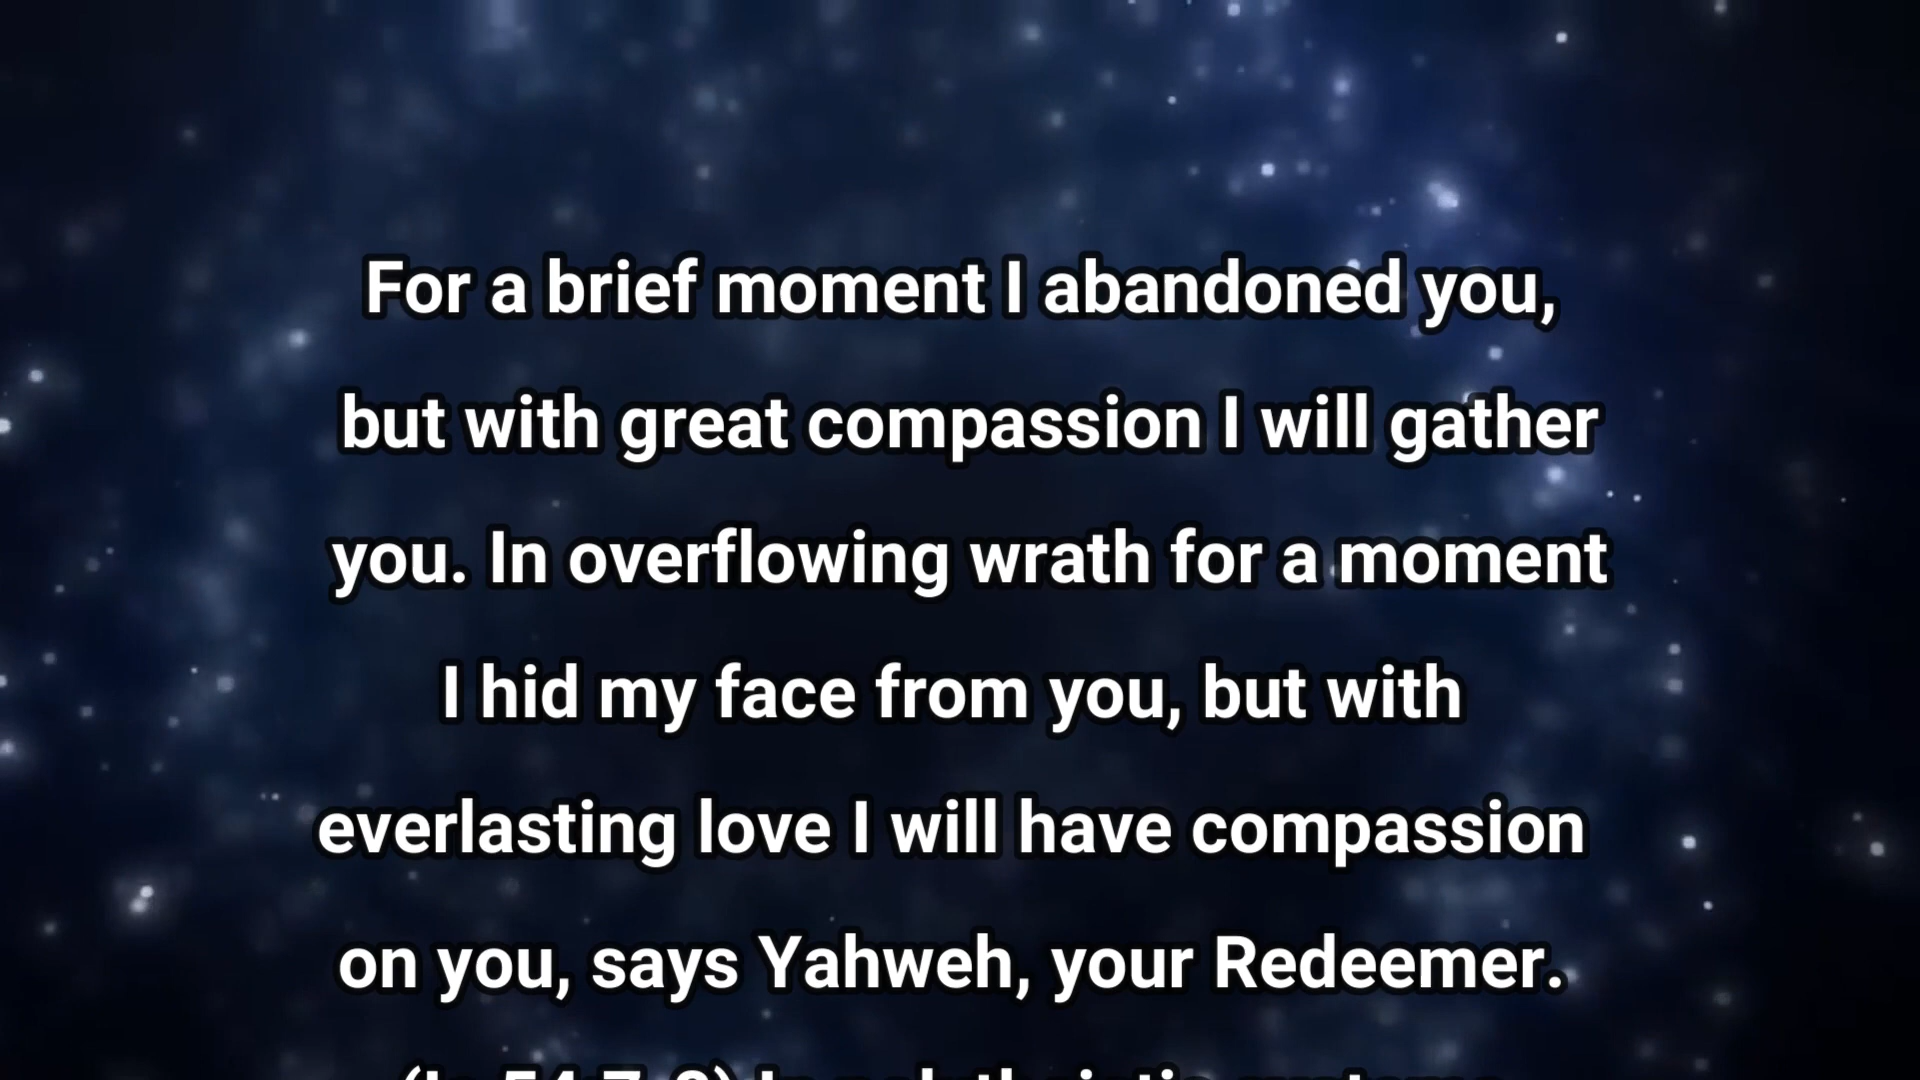 For a brief moment I abandoned you,
but with great compassion I will gather
you. In overflowing wrath for a moment
I hid my face from you, but with
everlasting love I will have compassion
on you, says Yahweh, your Redeemer.